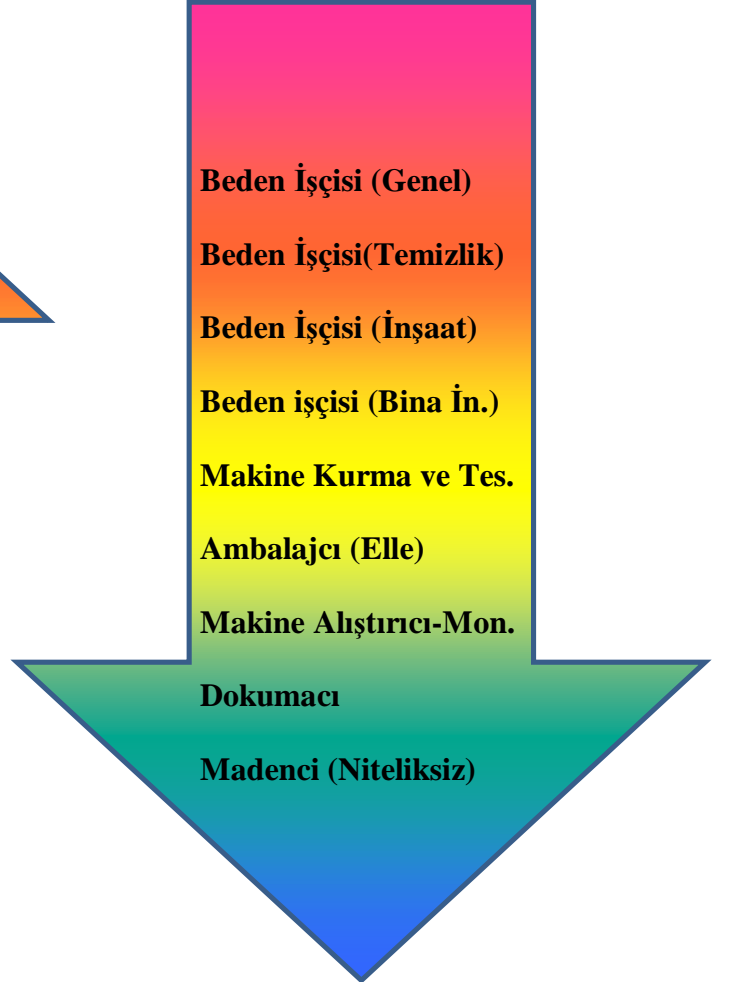 Beden İşçisi (Genel)
Beden İşçisi(Temizlik)
Beden İşçisi (İnşaat)
Beden işçisi (Bina İn.)
Makine Kurma ve Tes.
Ambalajcı (Elle)
Makine Alıştırıcı-Mon.
Dokumacı
Madenci (Niteliksiz)